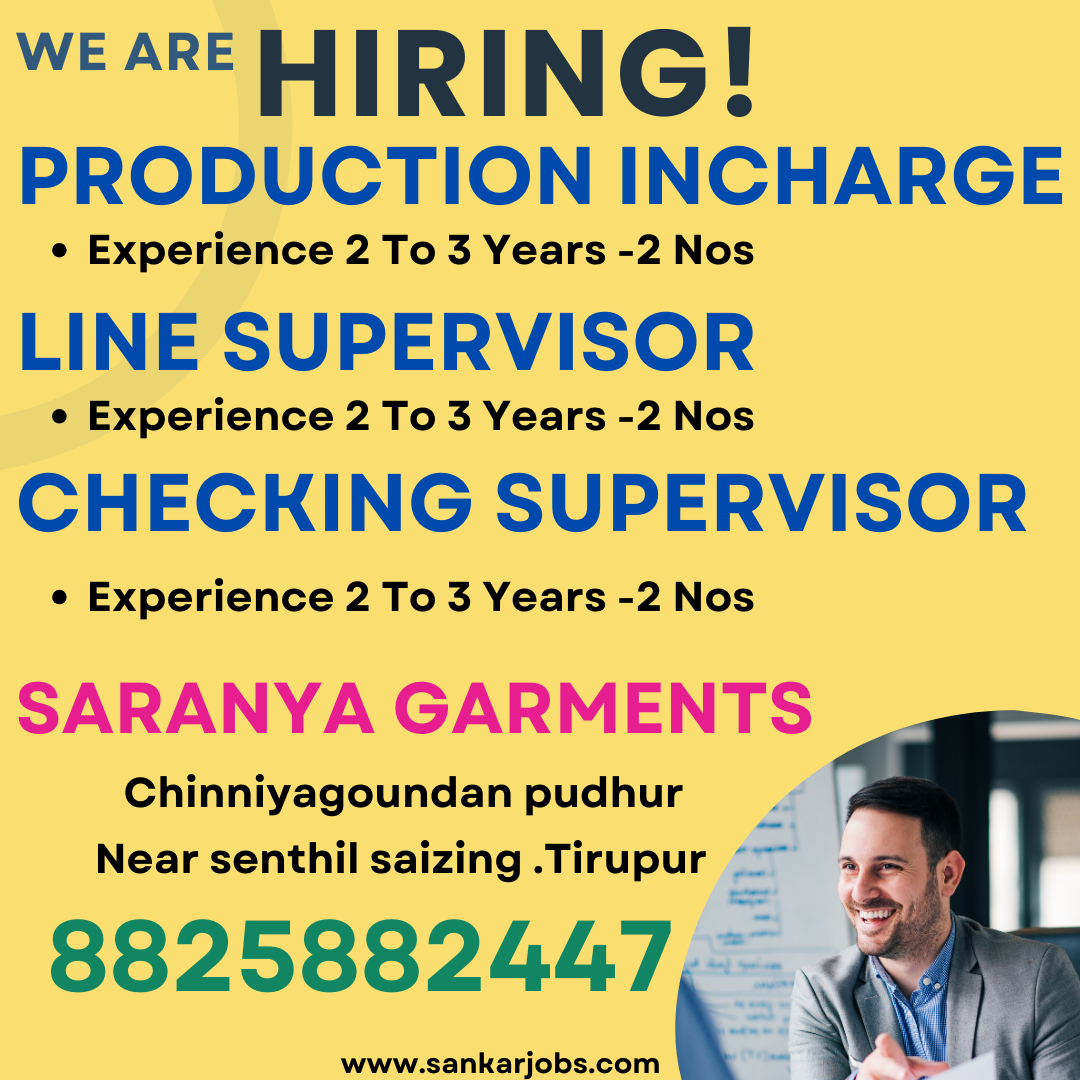 WE ARE HIRING!
PRODUCTION INCHARGE
• Experience 2 To 3 Years -2 Nos
LINE SUPERVISOR
• Experience 2 To 3 Years -2 Nos
CHECKING SUPERVISOR
• Experience 2 To 3 Years -2 Nos
SARANYA GARMENTS
Chinniyagoundan pudhur
Near senthil saizing .Tirupur
8825882447
www.sankarjobs.com